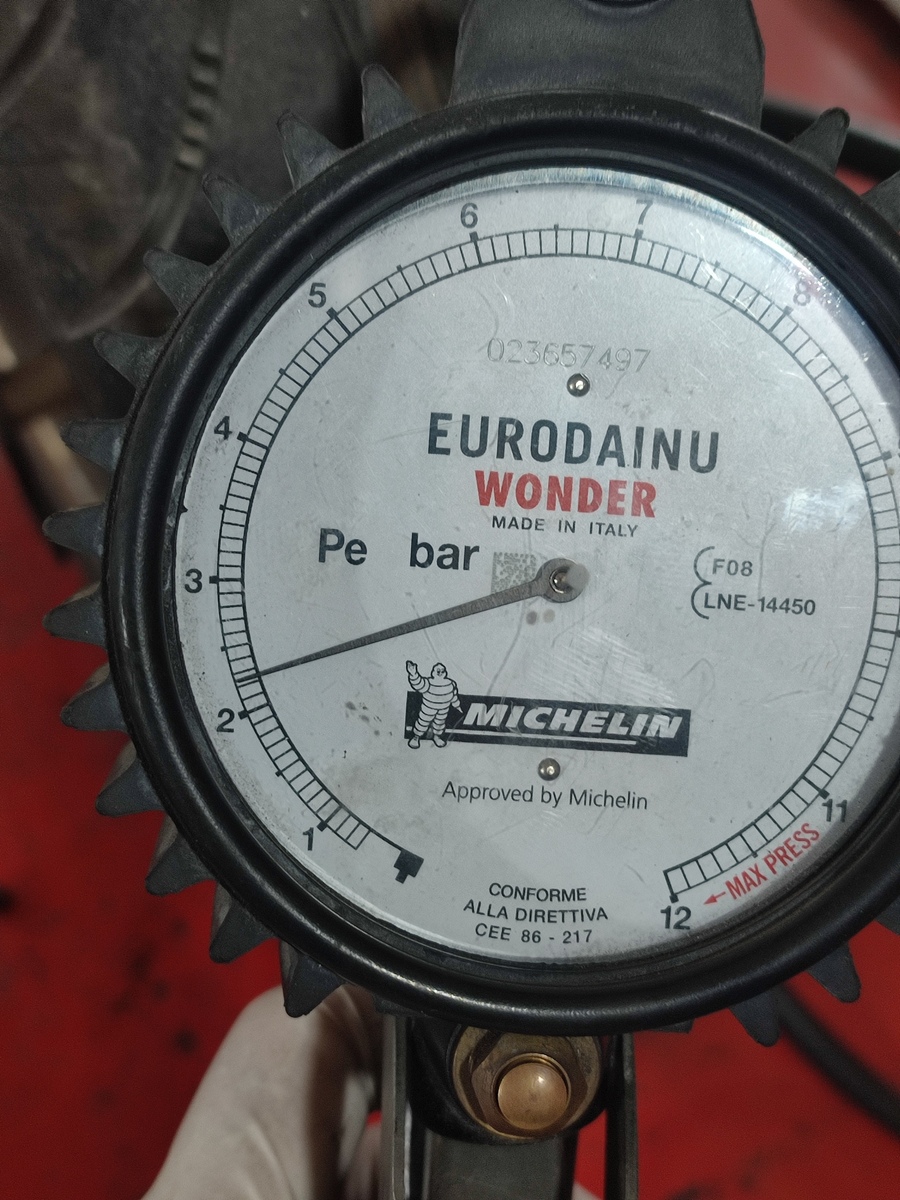 6
7
5
8
023657497
4
EURODAINU
WONDER
MADE IN ITALY
Pe bar
F08
3
LNE-14450
2
MICHELIN
Approved by Michelin
11
1
MAX PRESS
12
CONFORME
ALLA DIRETTIVA
CEE 86 - 217